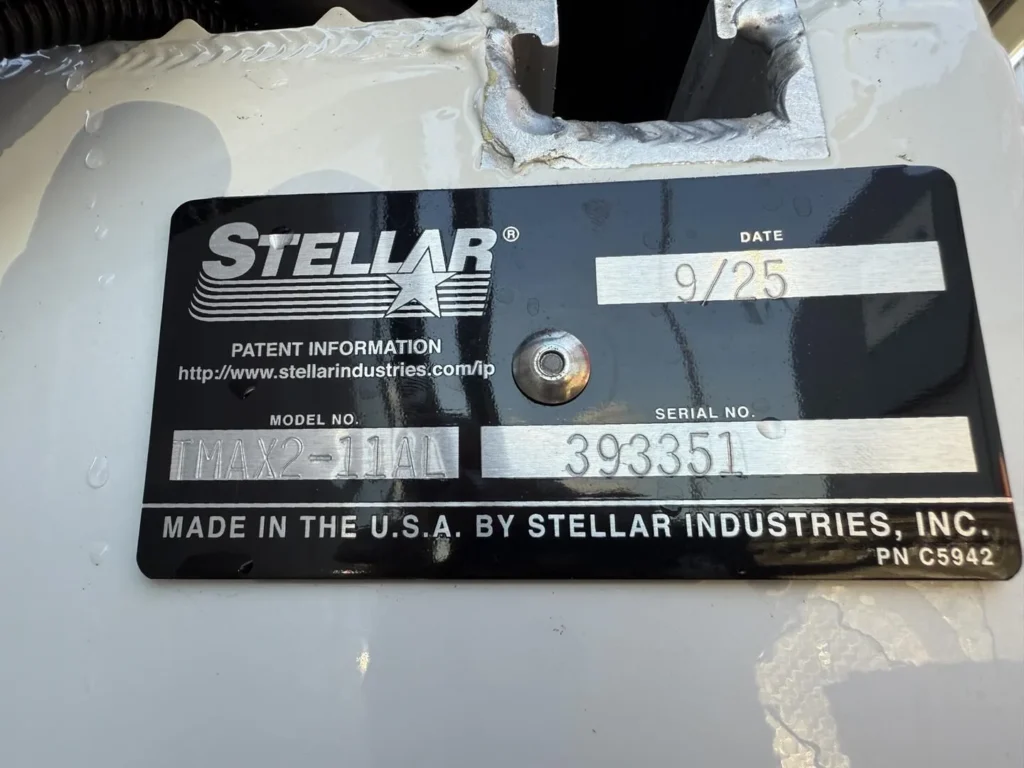 STELLAR®
DATE
9/25
PATENT INFORMATION
http://www.stellarindustries.com/ip
MODEL NO.
TMAX2-11AL
SERIAL NO.
393351
MADE IN THE U.S.A. BY STELLAR INDUSTRIES, INC.
PN C5942